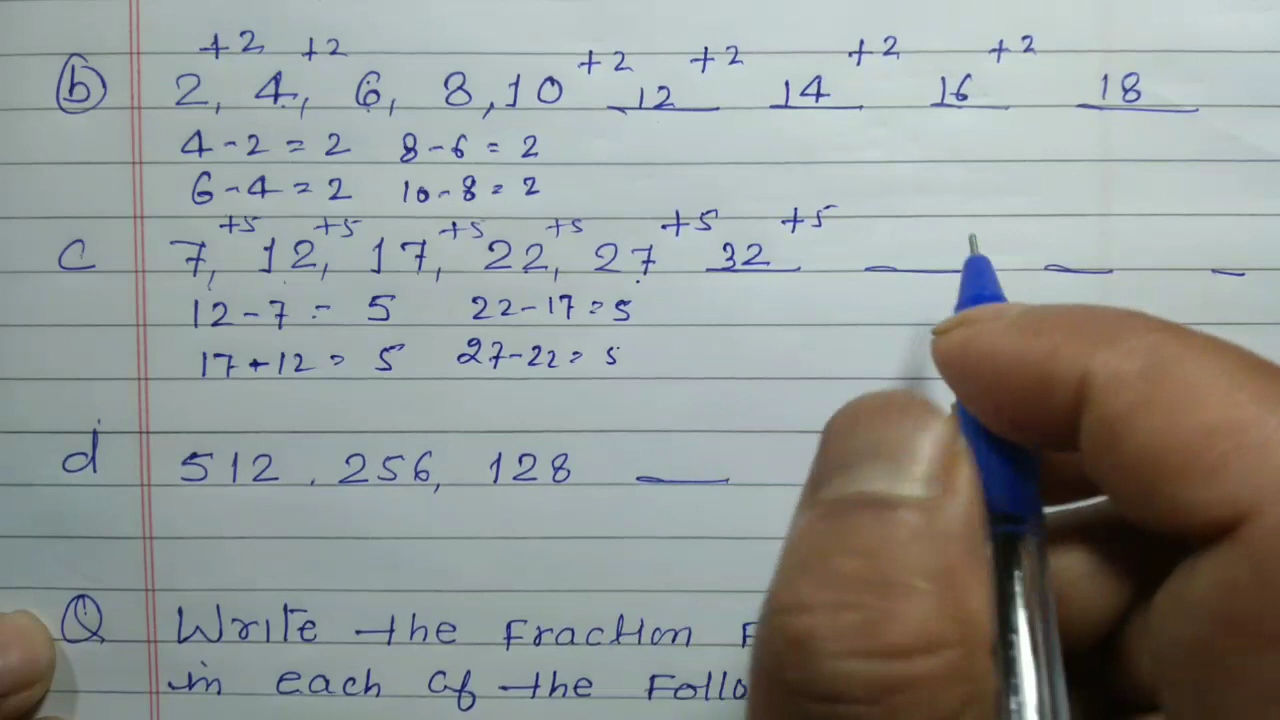 +2 +2 +2 +2 +2 +2
b 2, 4, 6, 8, 10 12 14 16 18
4 - 2 = 2 8 - 6 = 2
6 - 4 = 2 10 - 8 = 2
+5 +5 +5 +5 +5 +5
c 7, 12, 17, 22, 27 32
12 - 7 = 5 22 - 17 = 5
17 + 12 = 5 27 - 22 = 5
d 512, 256, 128
Q Write the Fraction
in each of the